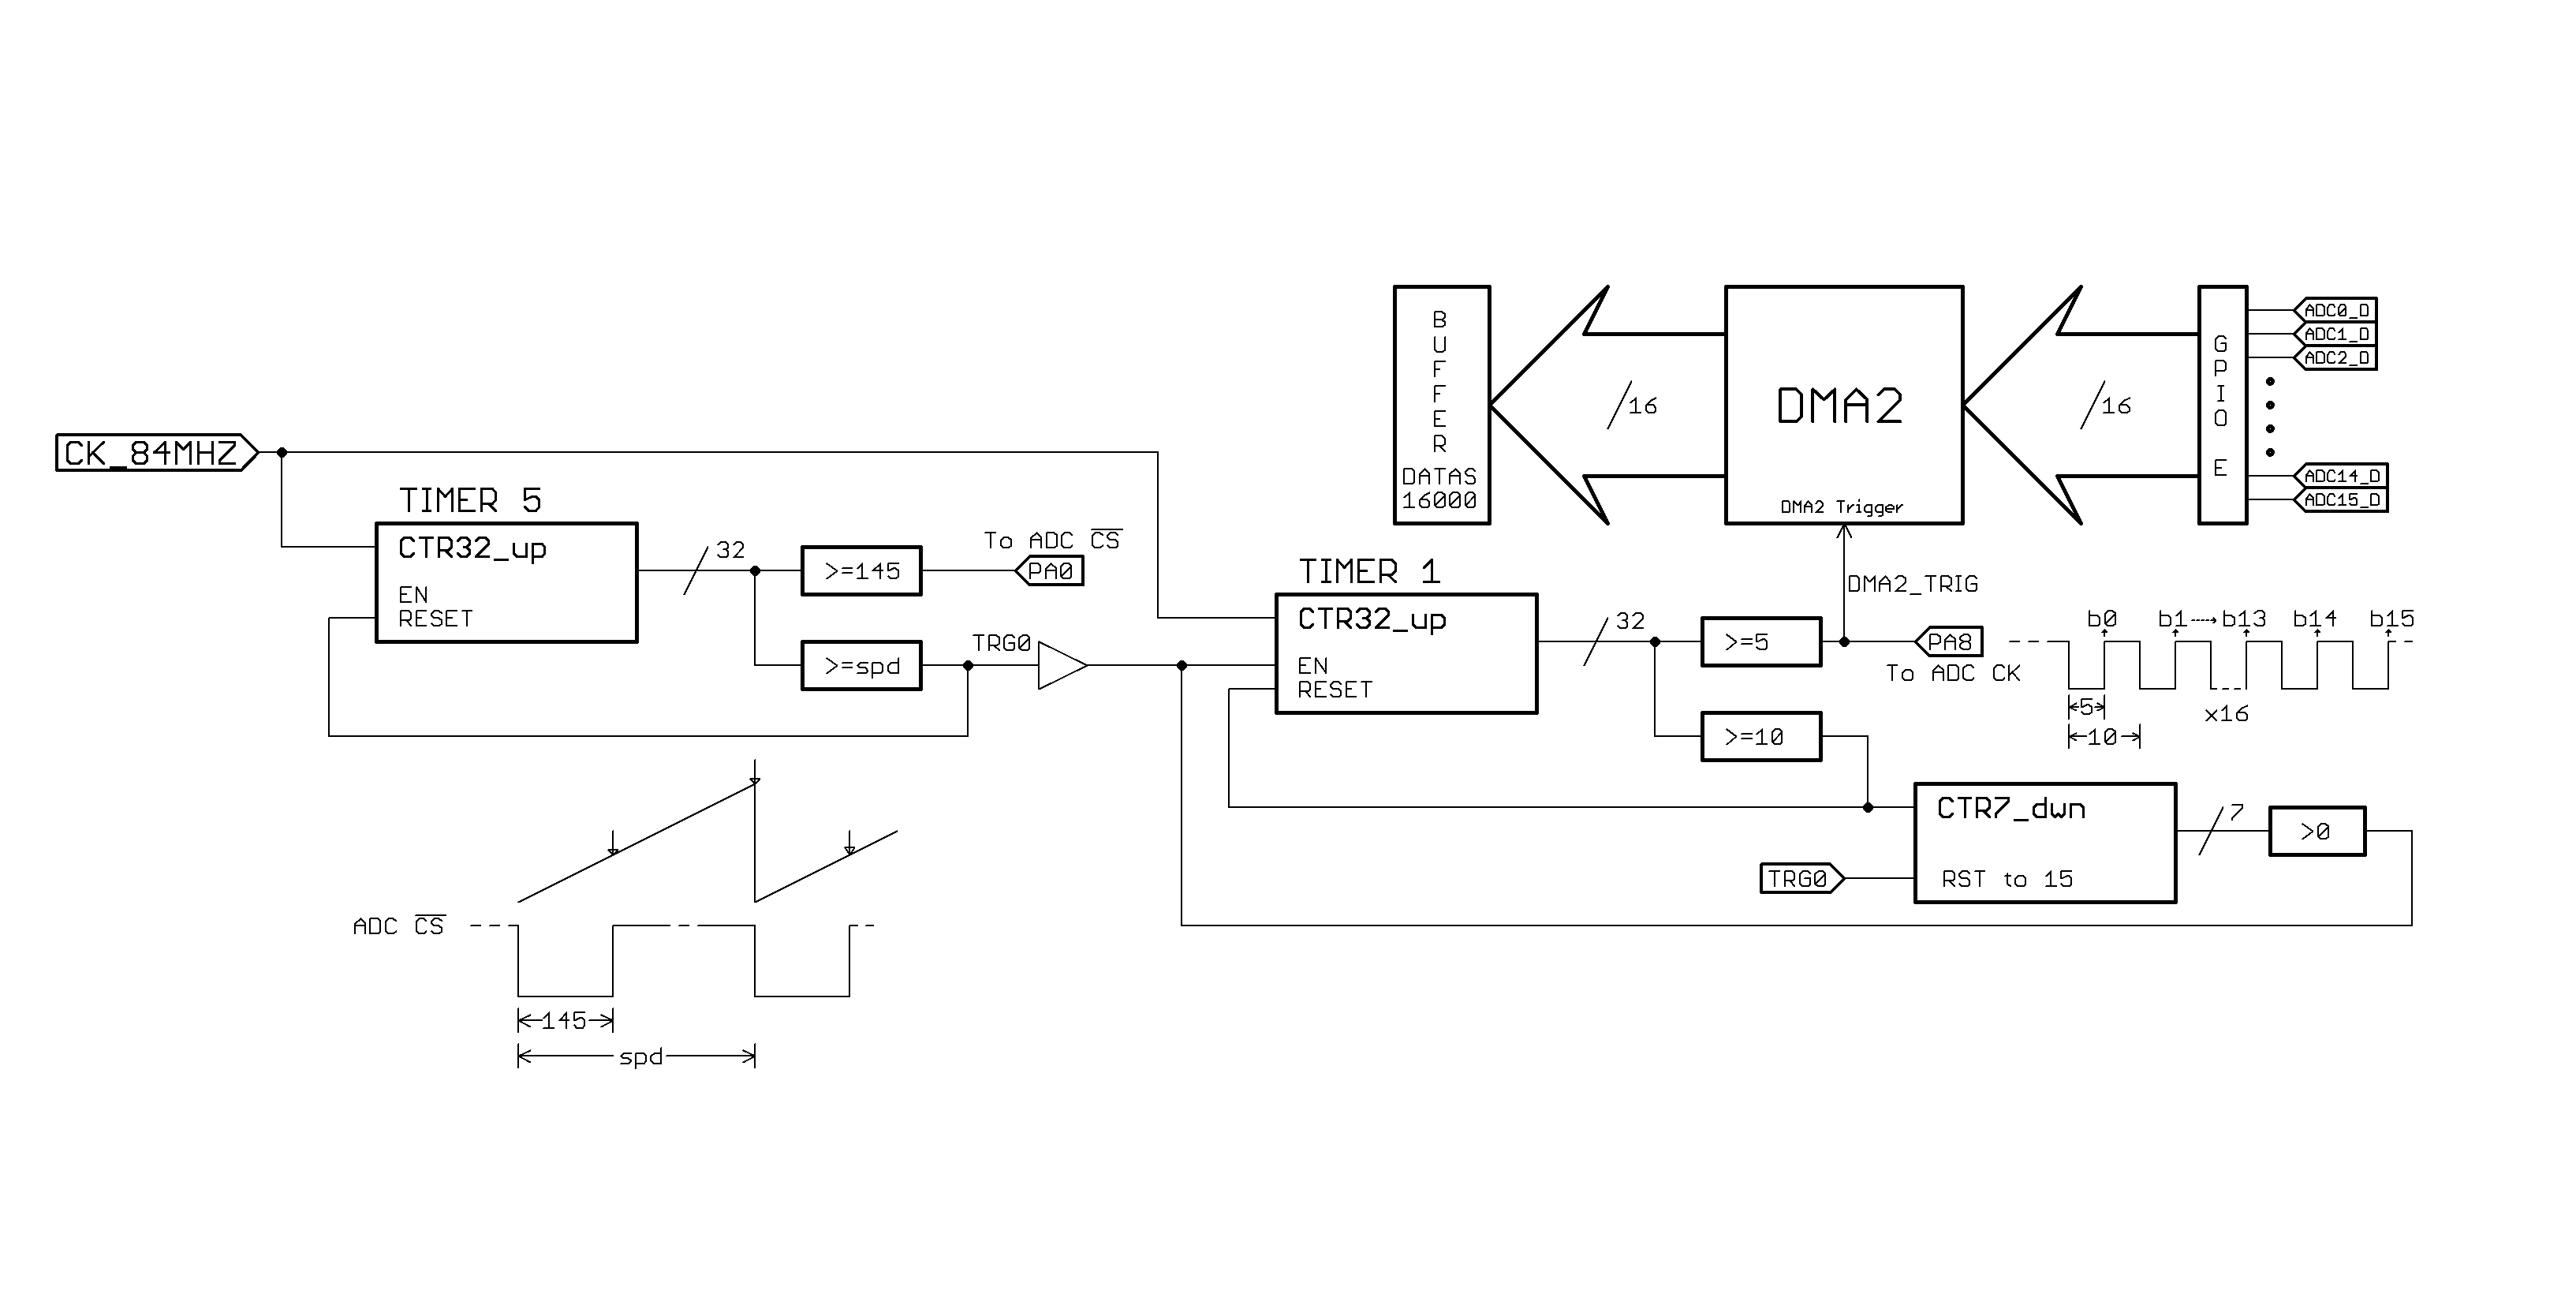 B
U
F
F
E
R
DATAS
16000
/16
DMA2
DMA2 Trigger
/16
G
P
I
O
E
ADC0_D
ADC1_D
ADC2_D
ADC14_D
ADC15_D
CK_84MHZ
TIMER 5
CTR32_up
EN
RESET
32
>=145
To ADC CS
PA0
>=spd
TRG0
TIMER 1
CTR32_up
EN
RESET
32
>=5
DMA2_TRIG
PA8
To ADC CK
>=10
b0 b1 b13 b14 b15
5
x16
10
CTR7_dwn
RST to 15
TRG0
7
>0
ADC CS
145
spd